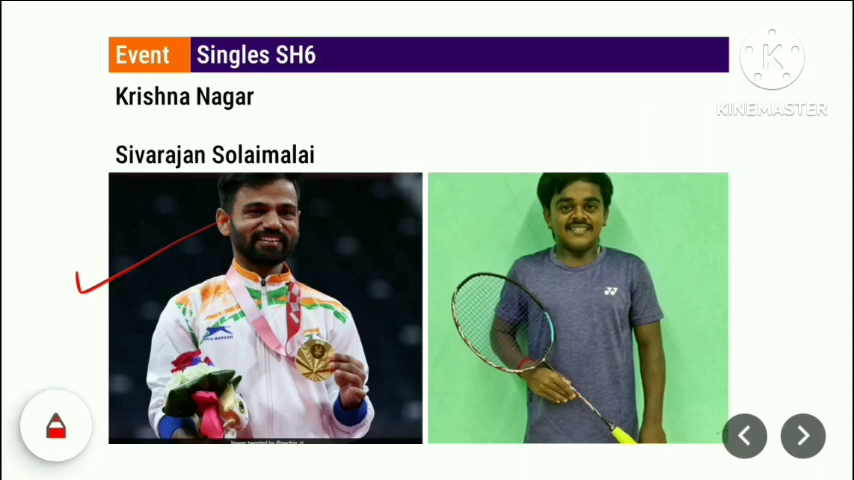 Event Singles SH6
Krishna Nagar
Sivarajan Solaimalai
K
KINEMASTER